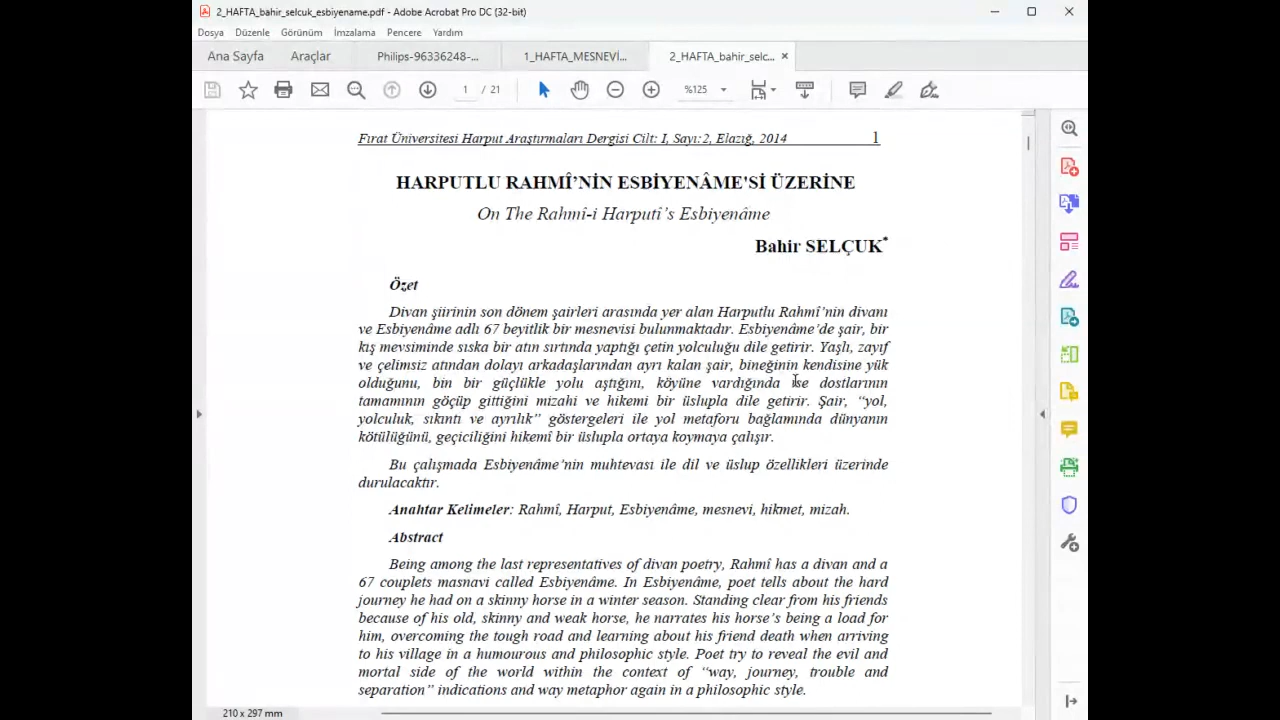 2_HAFTA_bahir_selcuk_esbiyename.pdf - Adobe Acrobat Pro DC (32-bit)
Dosya Düzenle Görünüm İmzalama Pencere Yardım
Ana Sayfa Araçlar Philips-96336248-... 1_HAFTA_MESNEVİ... 2_HAFTA_bahir_selc...
1 / 21 %125
Fırat Üniversitesi Harput Araştırmaları Dergisi Cilt: I, Sayı:2, Elazığ, 2014 1
HARPUTLU RAHMÎ’NİN ESBİYENÂME'Sİ ÜZERİNE
On The Rahmî-i Harputî’s Esbiyenâme
Bahir SELÇUK*
Özet
Divan şiirinin son dönem şairleri arasında yer alan Harputlu Rahmî’nin divanı
ve Esbiyenâme adlı 67 beyitlik bir mesnevisi bulunmaktadır. Esbiyenâme’de şair, bir
kış mevsiminde sıska bir atın sırtında yaptığı çetin yolculuğu dile getirir. Yaşlı, zayıf
ve çelimsiz atından dolayı arkadaşlarından ayrı kalan şair, bineğinin kendisine yük
olduğunu, bin bir güçlükle yolu aştığını, köyüne vardığında ise dostlarının
tamamının göçüp gittiğini mizahi ve hikemi bir üslupla dile getirir. Şair, “yol,
yolculuk, sıkıntı ve ayrılık” göstergeleri ile yol metaforu bağlamında dünyanın
kötülüğünü, geçiciliğini hikemî bir üslupla ortaya koymaya çalışır.
Bu çalışmada Esbiyenâme’nin muhtevası ile dil ve üslup özellikleri üzerinde
durulacaktır.
Anahtar Kelimeler: Rahmî, Harput, Esbiyenâme, mesnevi, hikmet, mizah.
Abstract
Being among the last representatives of divan poetry, Rahmî has a divan and a
67 couplets masnavi called Esbiyenâme. In Esbiyenâme, poet tells about the hard
journey he had on a skinny horse in a winter season. Standing clear from his friends
because of his old, skinny and weak horse, he narrates his horse’s being a load for
him, overcoming the tough road and learning about his friend death when arriving
to his village in a humourous and philosophic style. Poet try to reveal the evil and
mortal side of the world within the context of “way, journey, trouble and
separation” indications and way metaphor again in a philosophic style.
210 x 297 mm